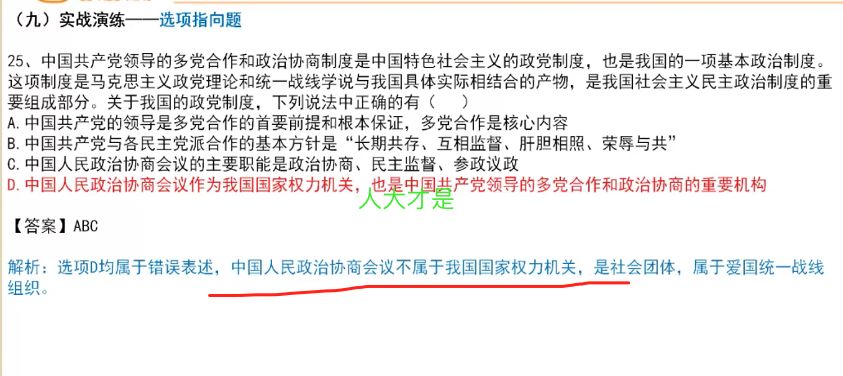 （九）实战演练——选项指向题
25、中国共产党领导的多党合作和政治协商制度是中国特色社会主义的政党制度，也是我国的一项基本政治制度。
这项制度是马克思主义政党理论和统一战线学说与我国具体实际相结合的产物，是我国社会主义民主政治制度的重
要组成部分。关于我国的政党制度，下列说法中正确的有（ ）
A.中国共产党的领导是多党合作的首要前提和根本保证，多党合作是核心内容
B.中国共产党与各民主党派合作的基本方针是“长期共存、互相监督、肝胆相照、荣辱与共”
C.中国人民政治协商会议的主要职能是政治协商、民主监督、参政议政
D.中国人民政治协商会议作为我国国家权力机关，也是中国共产党领导的多党合作和政治协商的重要机构
人大才是
【答案】ABC
解析：选项D均属于错误表述，中国人民政治协商会议不属于我国国家权力机关，是社会团体，属于爱国统一战线
组织。